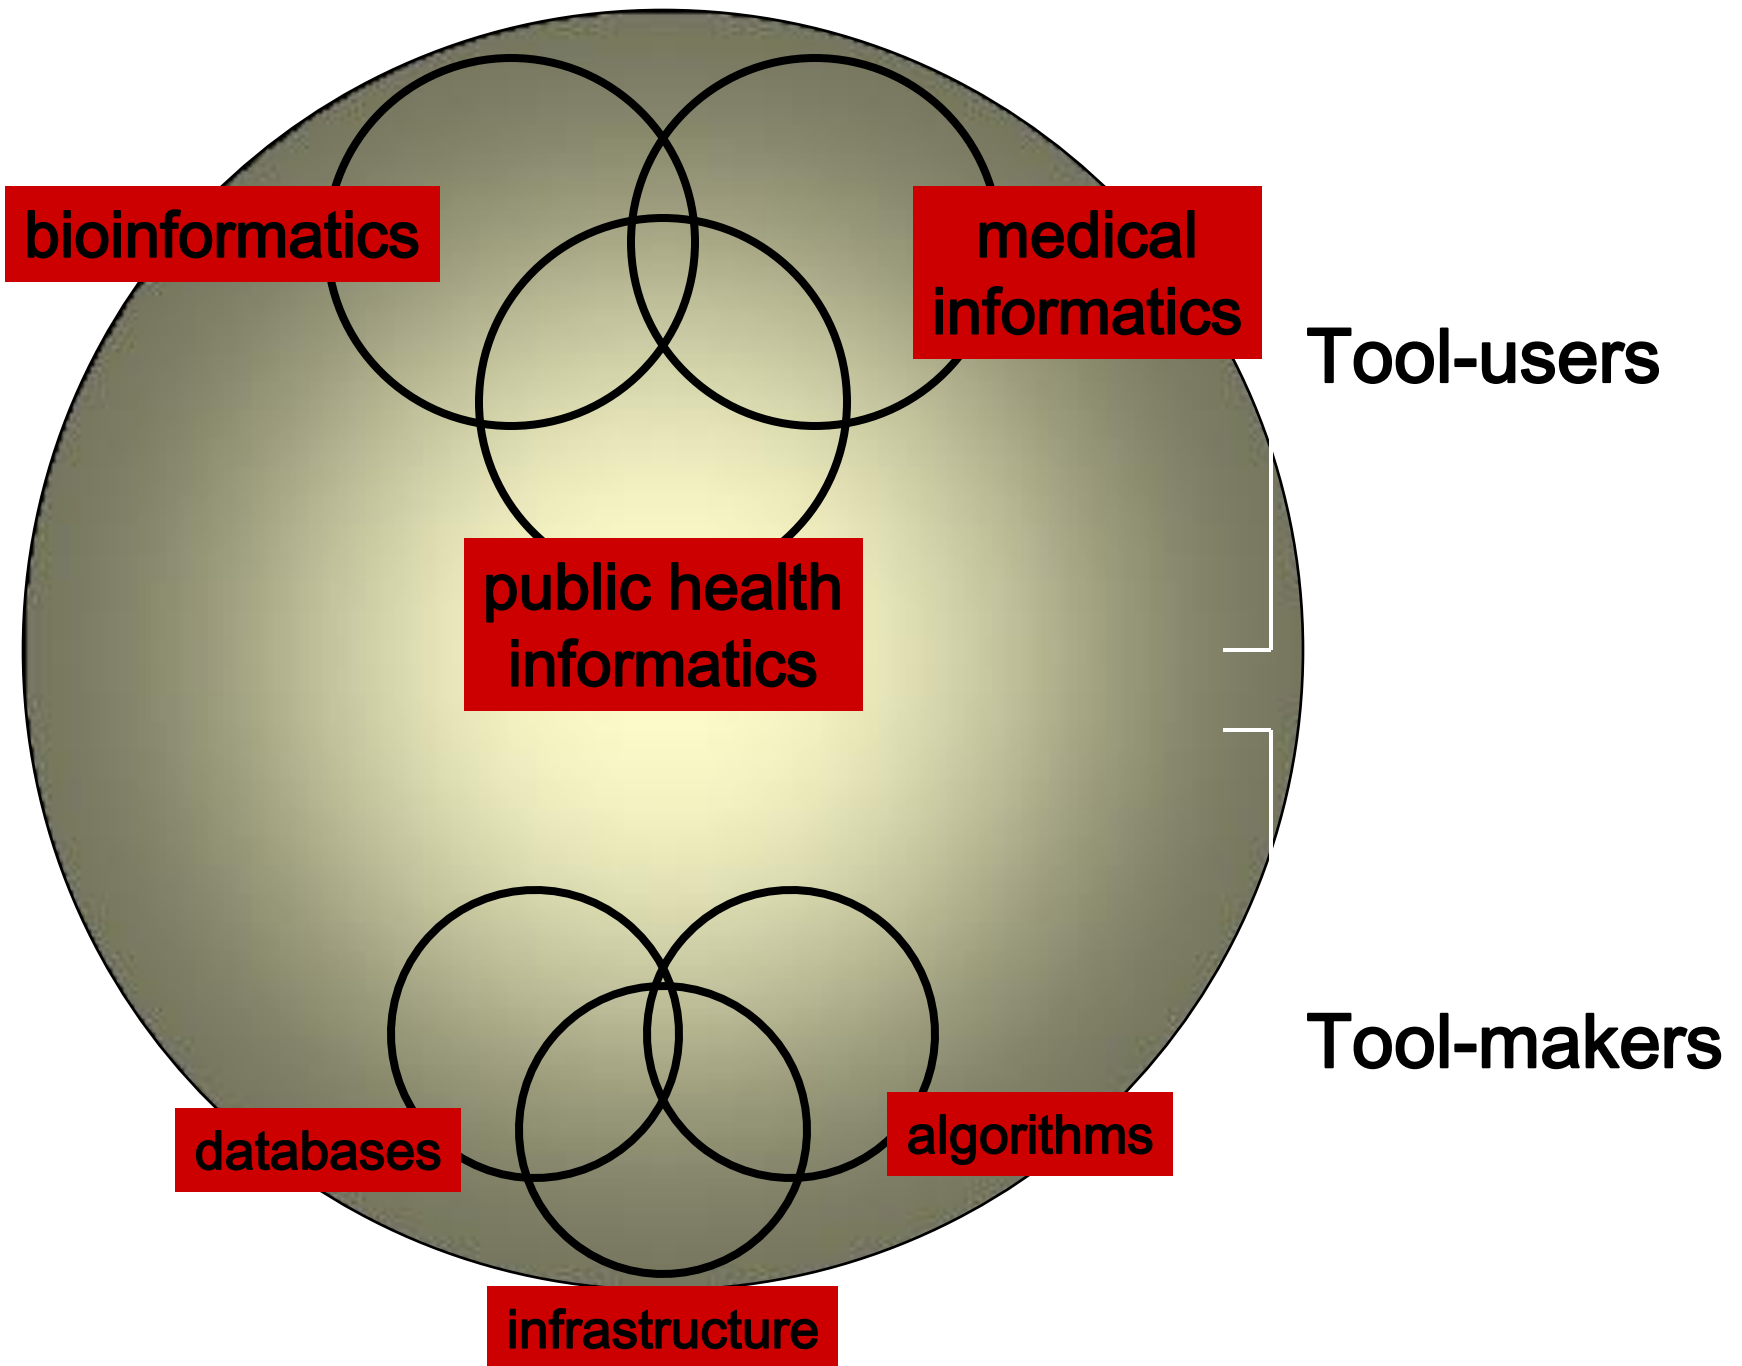 bioinformatics
medical
informatics
Tool-users
public health
informatics
Tool-makers
databases
algorithms
infrastructure